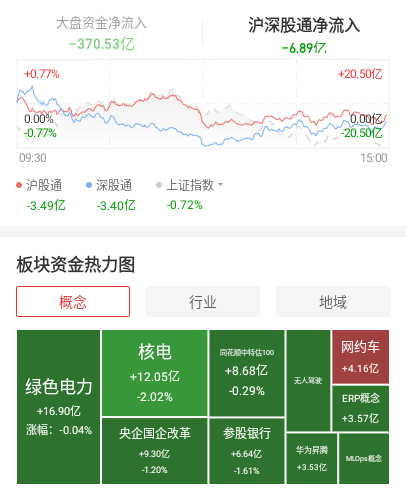 大盘资金净流入
-370.53亿
沪深股通净流入
-6.89亿
+0.77%
+20.50亿
0.00%
0.00亿
-0.77%
-20.50亿
09:30
15:00
沪股通
-3.49亿
深股通
-3.40亿
上证指数
-0.72%
板块资金热力图
概念
行业
地域
绿色电力
+16.90亿
涨幅：-0.04%
核电
+12.05亿
-2.02%
央企国企改革
+9.30亿
-1.20%
同花顺中特估100
+8.68亿
-0.29%
参股银行
+6.64亿
-1.61%
无人驾驶
网约车
+4.16亿
ERP概念
+3.57亿
华为昇腾
+3.53亿
MLOps概念